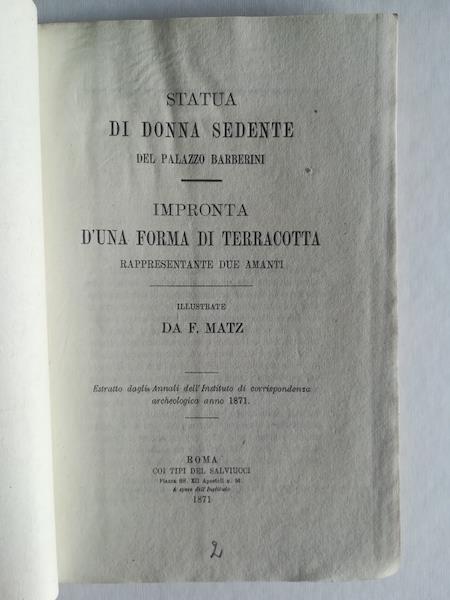 STATUA
DI DONNA SEDENTE
DEL PALAZZO BARBERINI
IMPRONTA
D'UNA FORMA DI TERRACOTTA
RAPPRESENTANTE DUE AMANTI
ILLUSTRATE
DA F. MATZ
Estratto dagli Annali dell'Instituto di corrispondenza
archeologica anno 1871.
ROMA
COI TIPI DEL SALVIUCCI
Piazza SS. XII Apostoli n. 56.
A spese dell'Instituto
1871
2